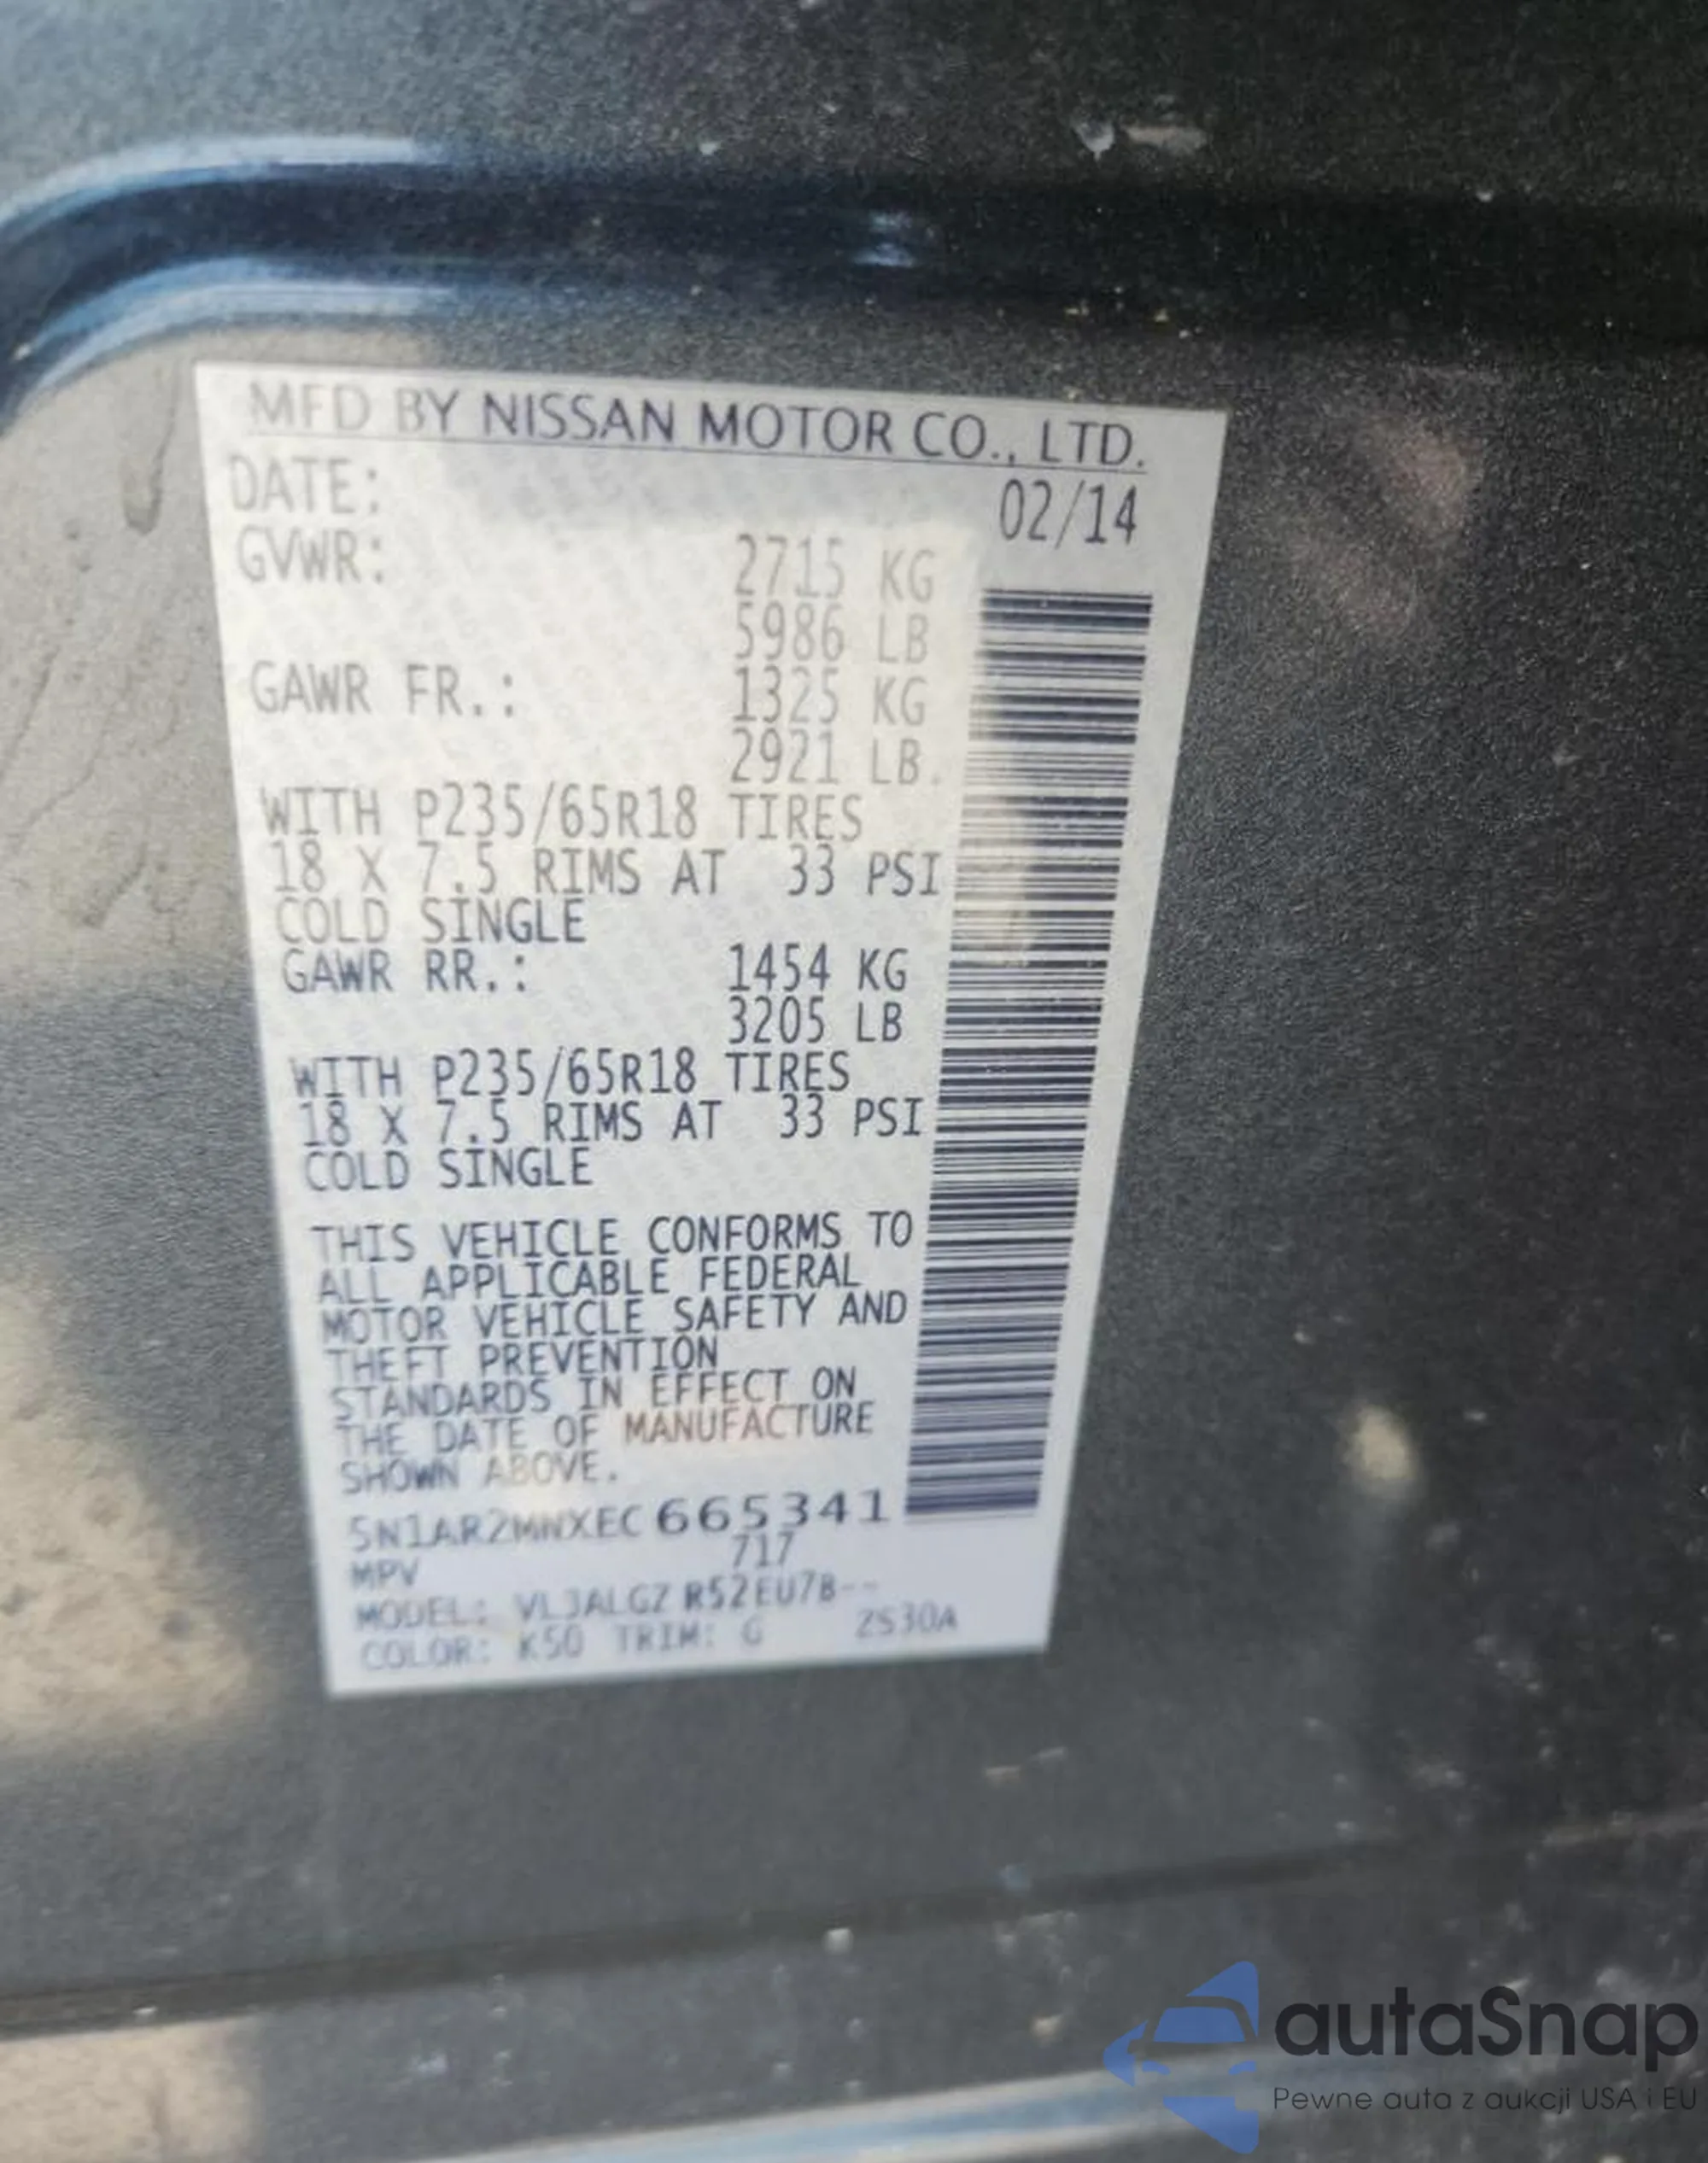 MFD BY NISSAN MOTOR CO., LTD.
DATE: 02/14
GVWR: 2715 KG
5986 LB
GAWR FR.: 1325 KG
2921 LB.
WITH P235/65R18 TIRES
18 X 7.5 RIMS AT 33 PSI
COLD SINGLE
GAWR RR.: 1454 KG
3205 LB
WITH P235/65R18 TIRES
18 X 7.5 RIMS AT 33 PSI
COLD SINGLE
THIS VEHICLE CONFORMS TO
ALL APPLICABLE FEDERAL
MOTOR VEHICLE SAFETY AND
THEFT PREVENTION
STANDARDS IN EFFECT ON
THE DATE OF MANUFACTURE
SHOWN ABOVE.
5N1AR2MNXEC665341
MPV 717
MODEL: VLJALGZ R52EU7B--
COLOR: K50 TRIM: G 2S30A
autaSnap
Pewne auta z aukcji USA i EU